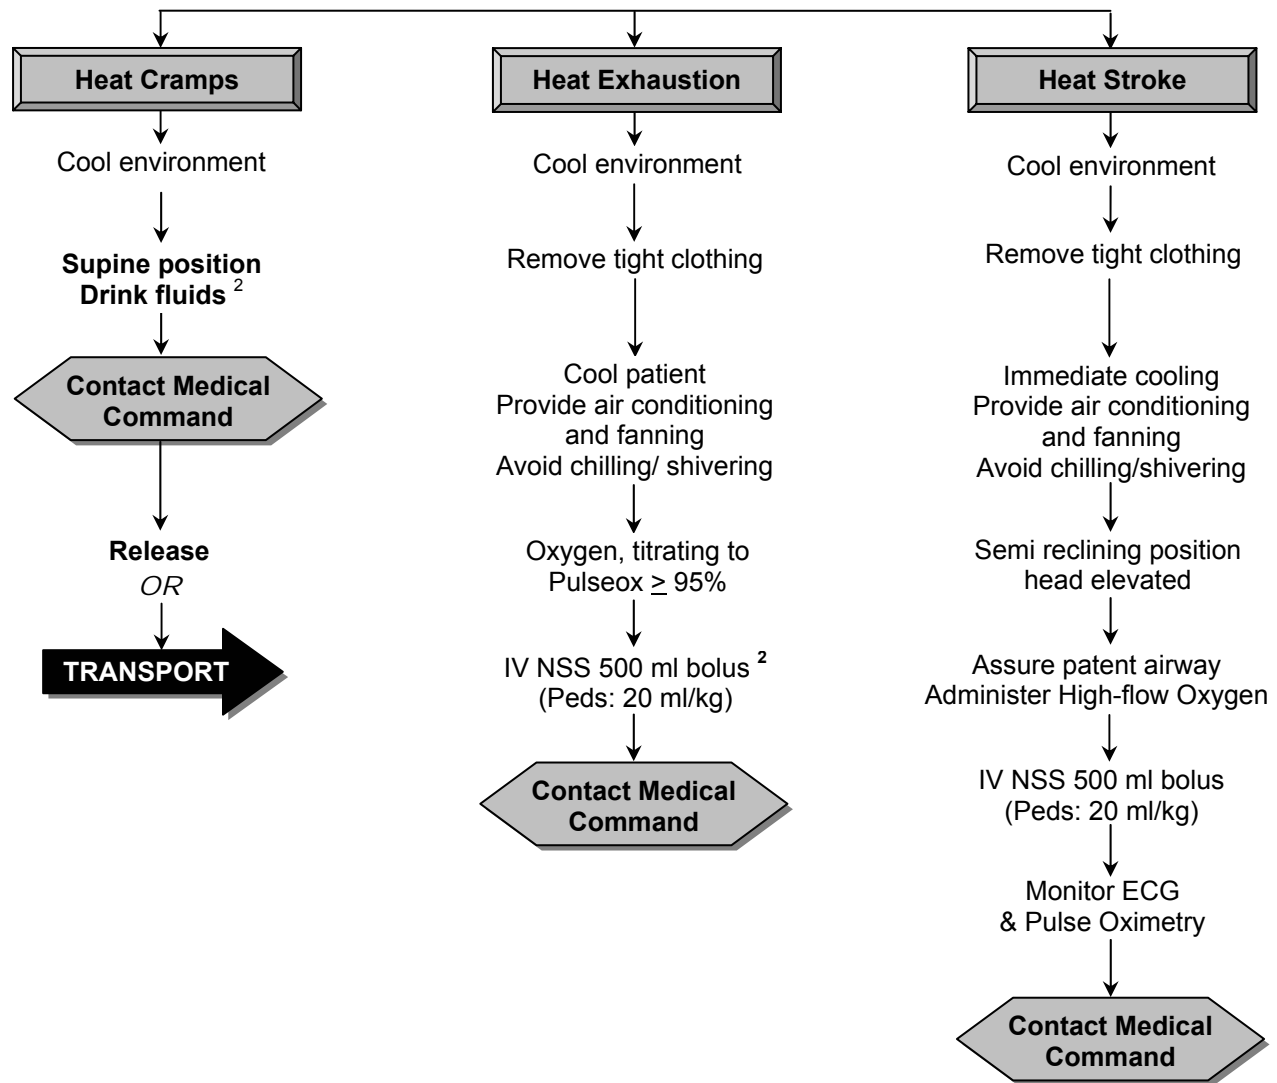 Heat Cramps
Cool environment
Supine position
Drink fluids ²
Contact Medical
Command
Release
OR
TRANSPORT
Heat Exhaustion
Cool environment
Remove tight clothing
Cool patient
Provide air conditioning
and fanning
Avoid chilling/ shivering
Oxygen, titrating to
Pulseox ≥ 95%
IV NSS 500 ml bolus ²
(Peds: 20 ml/kg)
Contact Medical
Command
Heat Stroke
Cool environment
Remove tight clothing
Immediate cooling
Provide air conditioning
and fanning
Avoid chilling/shivering
Semi reclining position
head elevated
Assure patent airway
Administer High-flow Oxygen
IV NSS 500 ml bolus
(Peds: 20 ml/kg)
Monitor ECG
& Pulse Oximetry
Contact Medical
Command